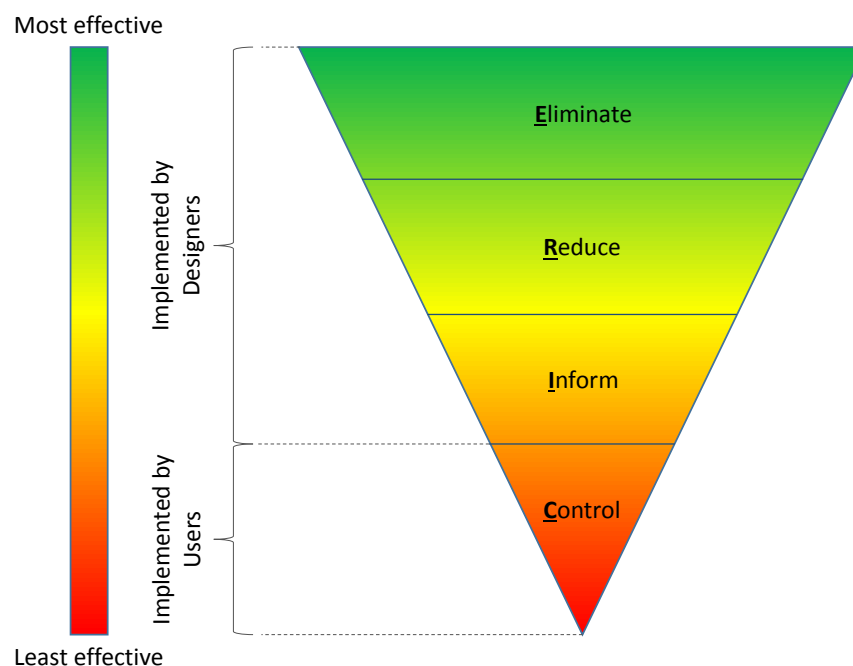 Most effective
Eliminate
Reduce
Implemented by
Designers
Inform
Control
Implemented by
Users
Least effective